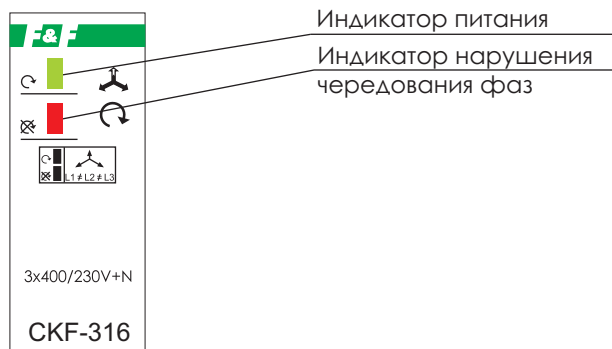 F&F
Индикатор питания
Индикатор нарушения
чередования фаз
L1≠L2≠L3
3x400/230V+N
CKF-316